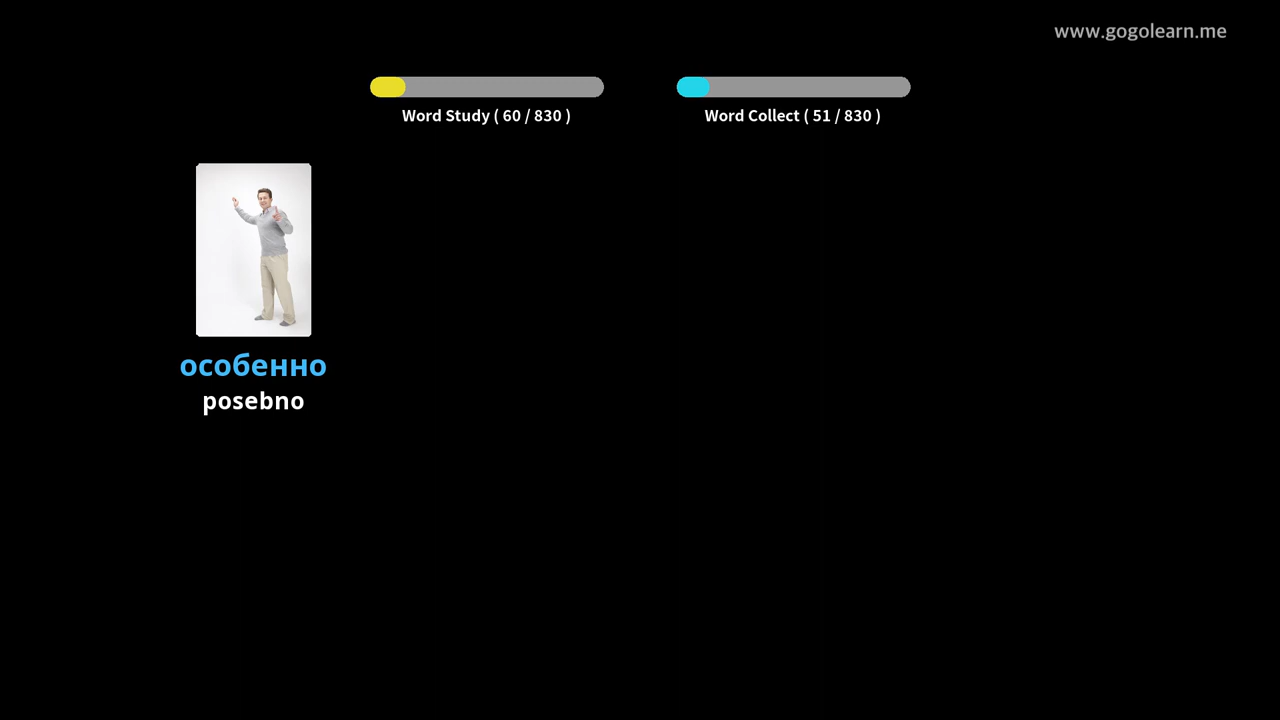 www.gogolearn.me
Word Study ( 60 / 830 )
Word Collect ( 51 / 830 )
особенно
posebno